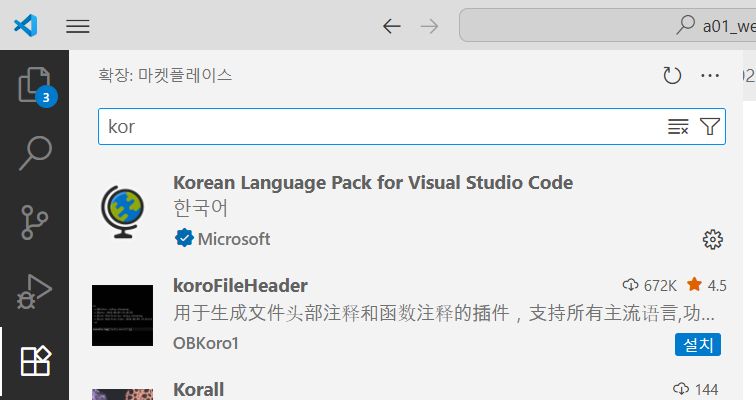 a01_we
확장: 마켓플레이스
02
3
kor
Korean Language Pack for Visual Studio Code
한국어
Microsoft
koroFileHeader 672K 4.5
用于生成文件头部注释和函数注释的插件，支持所有主流语言,功...
OBKoro1 설치
Korall 144